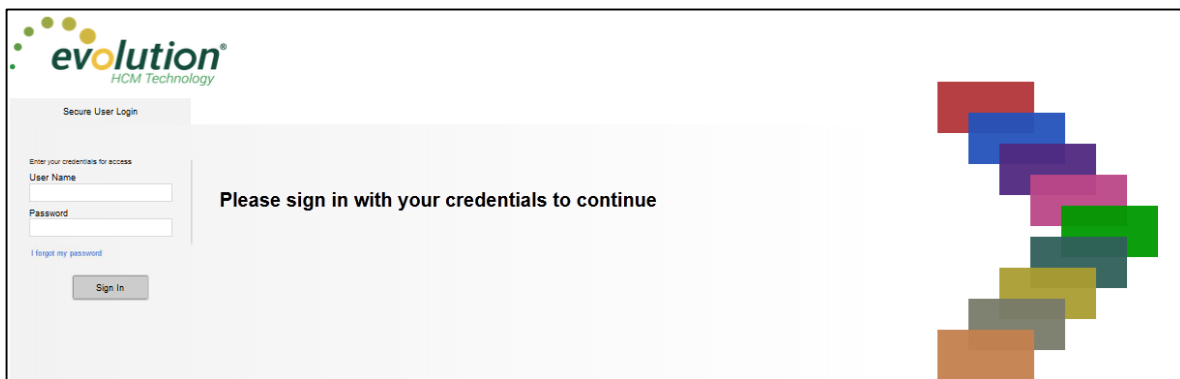 evolution®
HCM Technology
Secure User Login
Enter your credentials for access
User Name
Password
Please sign in with your credentials to continue
I forgot my password
Sign In